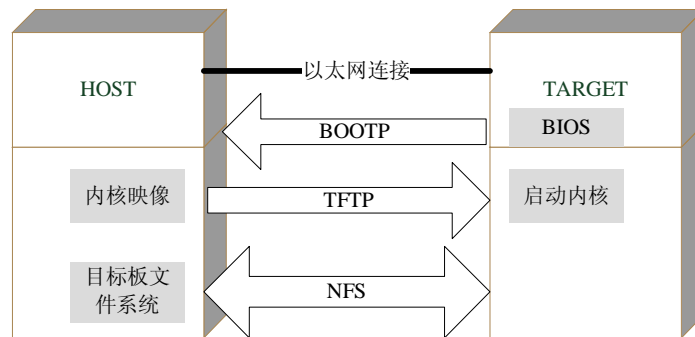 以太网连接
HOST
TARGET
BOOTP
BIOS
内核映像
TFTP
启动内核
目标板文
件系统
NFS